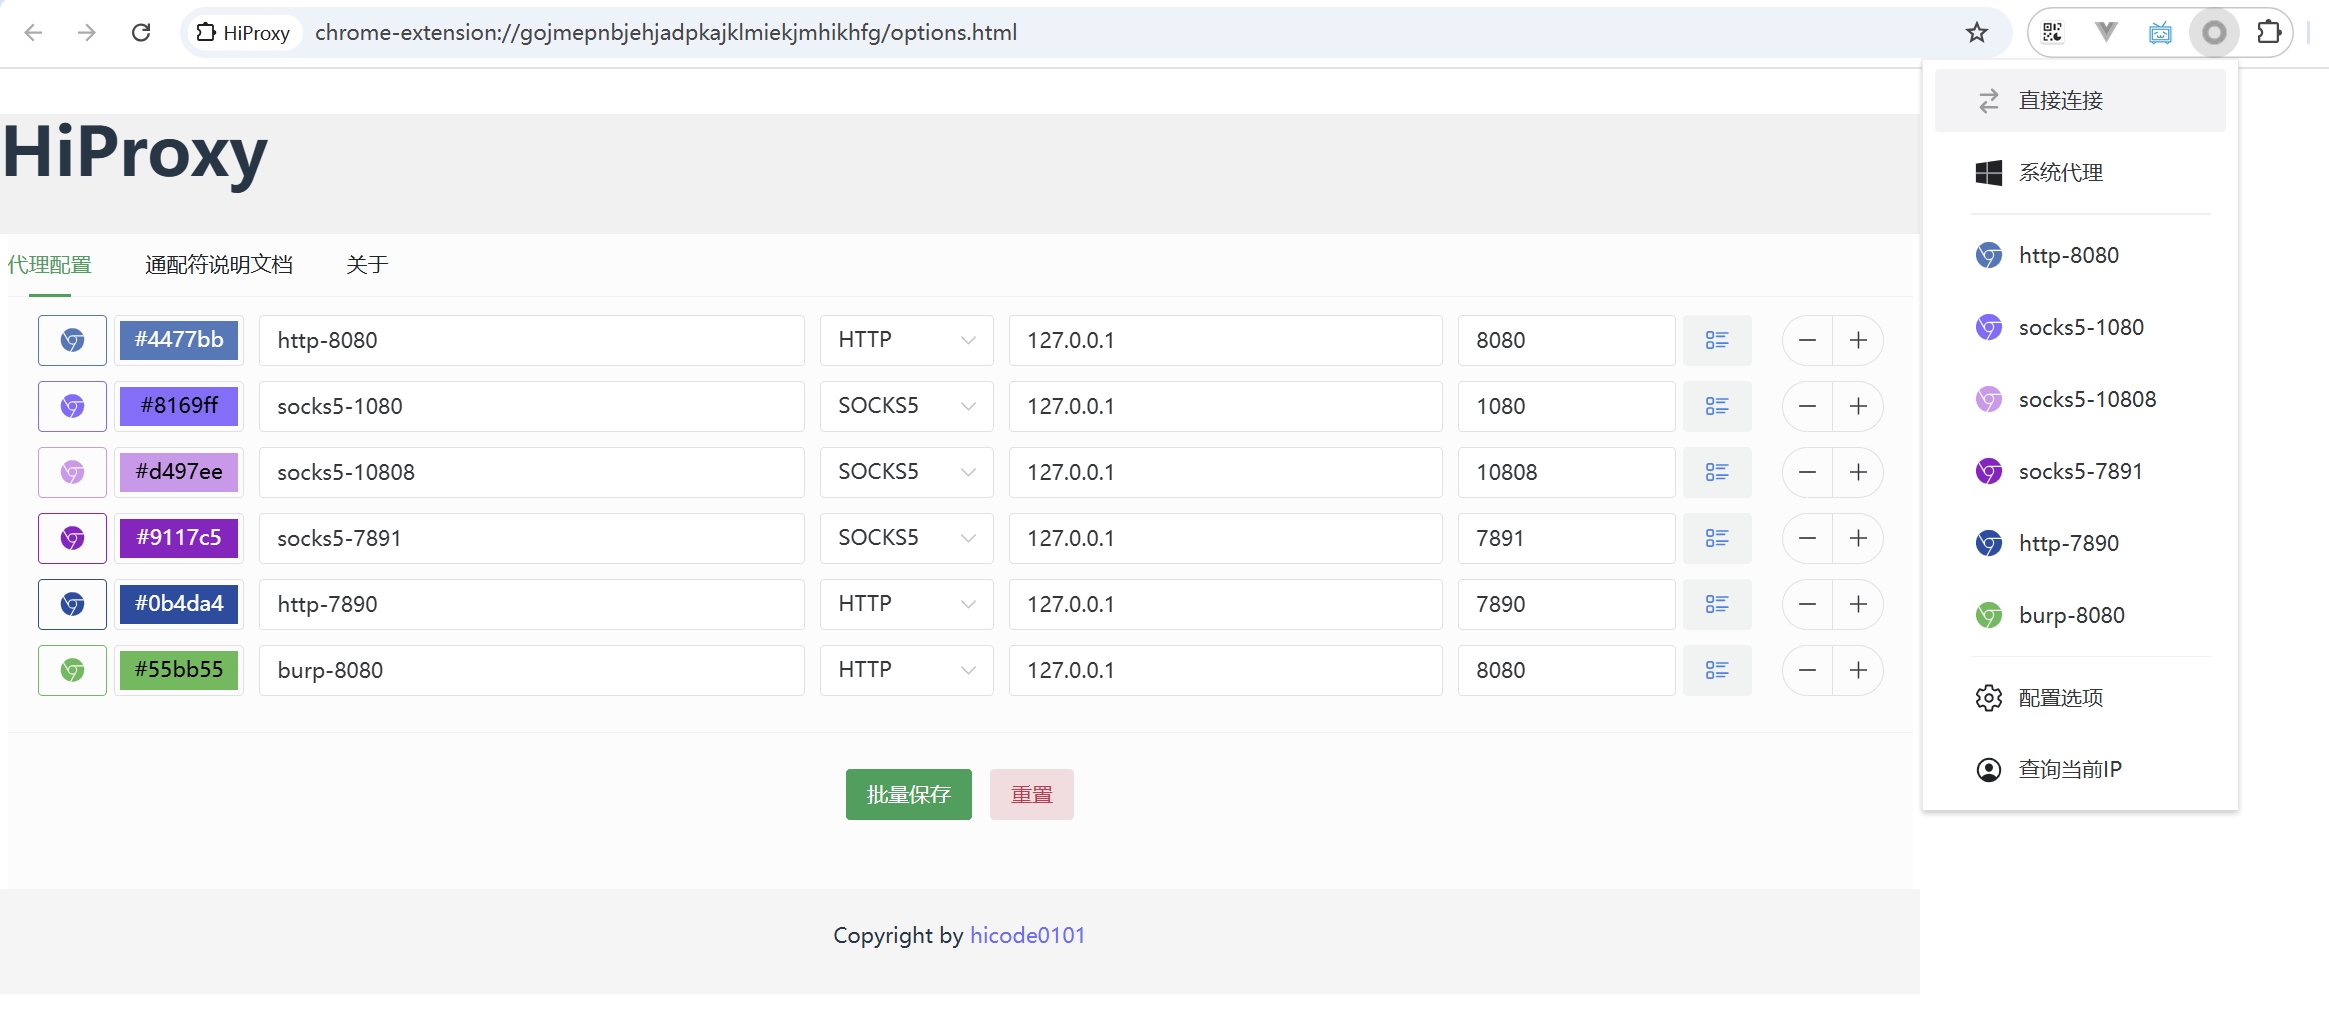 HiProxy chrome-extension://gojmepnbjehjadpkajklmiekjmhikhfg/options.html
HiProxy
代理配置 通配符说明文档 关于
#4477bb http-8080 HTTP 127.0.0.1 8080
#8169ff socks5-1080 SOCKS5 127.0.0.1 1080
#d497ee socks5-10808 SOCKS5 127.0.0.1 10808
#9117c5 socks5-7891 SOCKS5 127.0.0.1 7891
#0b4da4 http-7890 HTTP 127.0.0.1 7890
#55bb55 burp-8080 HTTP 127.0.0.1 8080
批量保存 重置
Copyright by hicode0101
直接连接
系统代理
http-8080
socks5-1080
socks5-10808
socks5-7891
http-7890
burp-8080
配置选项
查询当前IP